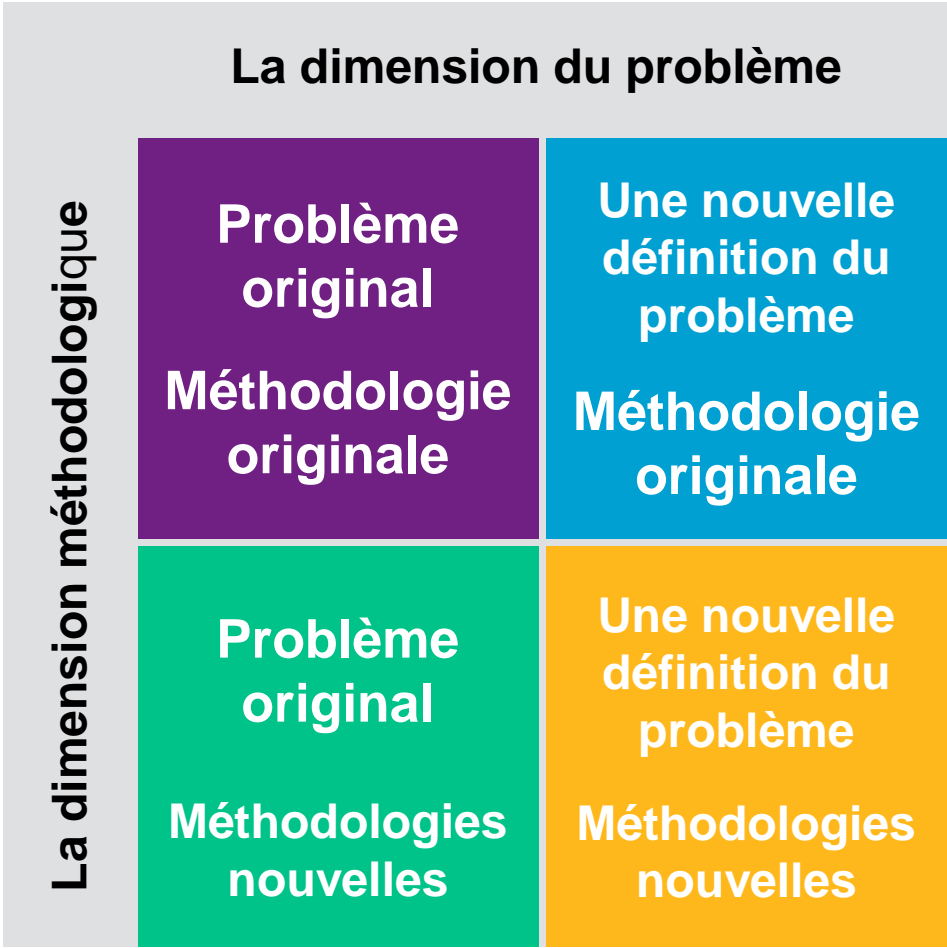 La dimension du problème
La dimension méthodologique
Problème
original
Méthodologie
originale
Une nouvelle
définition du
problème
Méthodologie
originale
Problème
original
Méthodologies
nouvelles
Une nouvelle
définition du
problème
Méthodologies
nouvelles